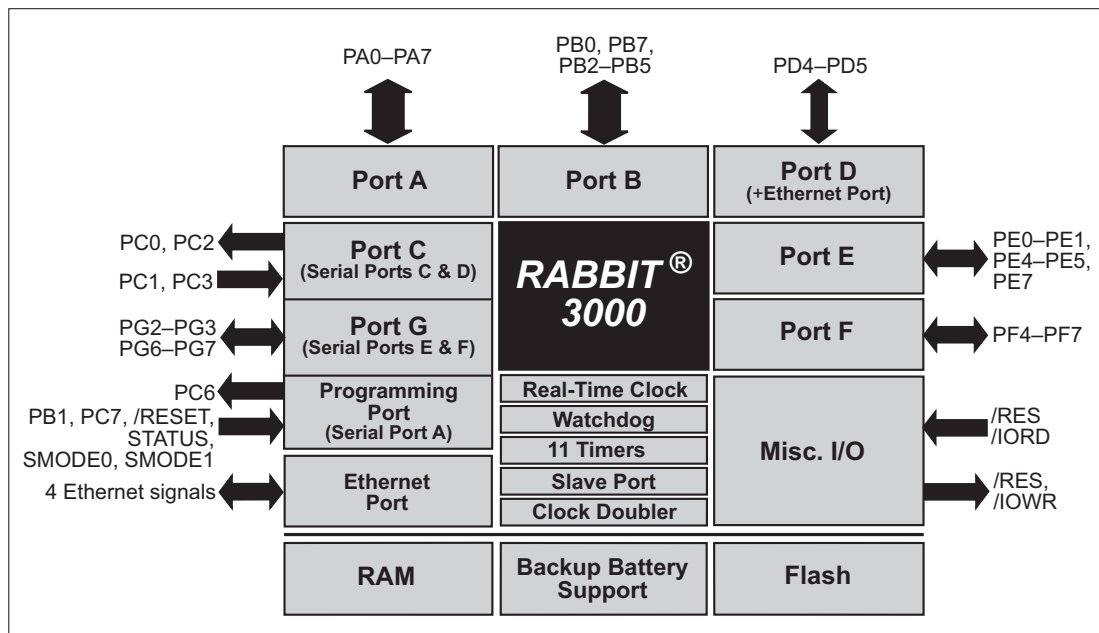 PA0–PA7
PB0, PB7,
PB2–PB5
PD4–PD5
Port A
Port B
Port D
(+Ethernet Port)
PC0, PC2
PC1, PC3
Port C
(Serial Ports C & D)
RABBIT ®
3000
Port E
PE0–PE1,
PE4–PE5,
PE7
PG2–PG3
PG6–PG7
Port G
(Serial Ports E & F)
Port F
PF4–PF7
PC6
PB1, PC7, /RESET,
STATUS,
SMODE0, SMODE1
Programming
Port
(Serial Port A)
Real-Time Clock
Watchdog
11 Timers
Slave Port
Clock Doubler
Misc. I/O
/RES
/IORD
/RES,
/IOWR
4 Ethernet signals
Ethernet
Port
RAM
Backup Battery
Support
Flash